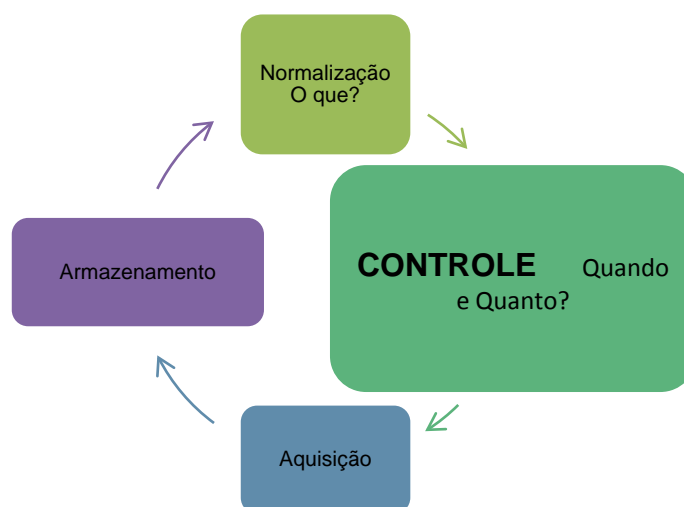 Normalização
O que?
CONTROLE Quando
e Quanto?
Armazenamento
Aquisição